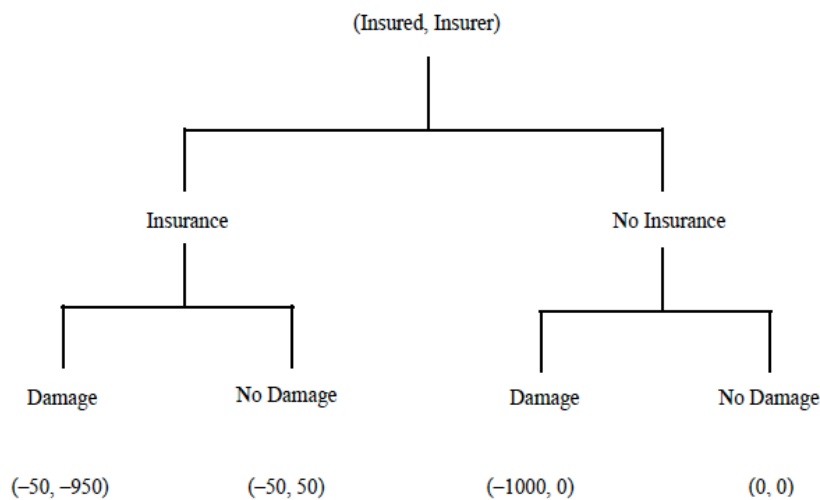 (Insured, Insurer)
Insurance No Insurance
Damage No Damage Damage No Damage
(–50, –950) (–50, 50) (–1000, 0) (0, 0)